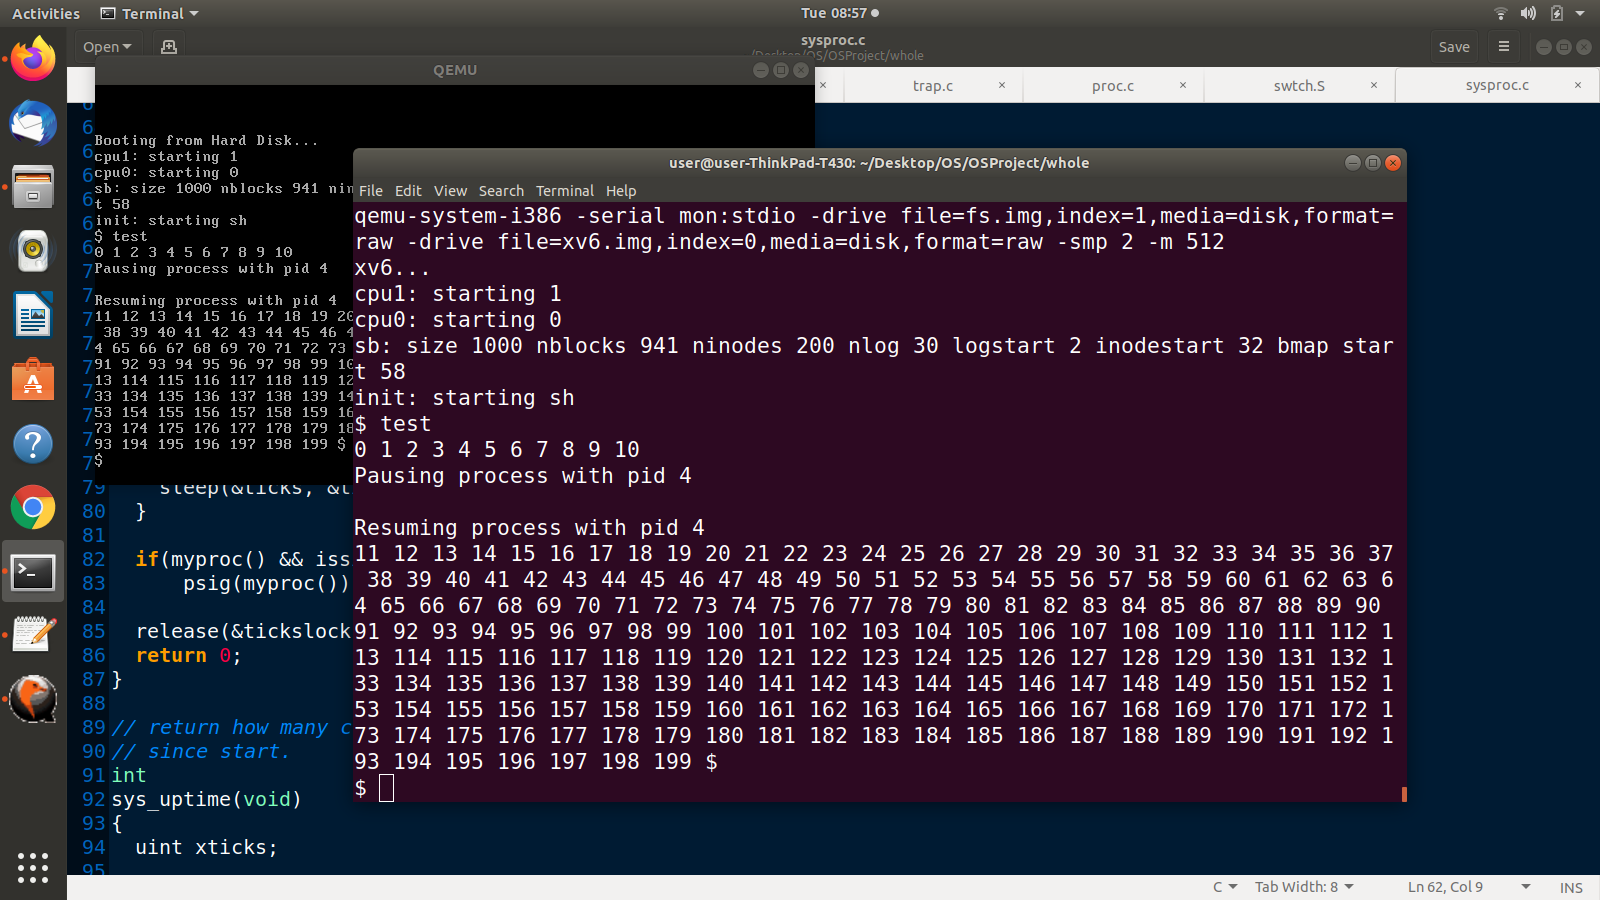 Activities Terminal Tue 08:57
Open sysproc.c Save
/Desktop/OS/OSProject/whole
QEMU
trap.c proc.c swtch.S sysproc.c
Booting from Hard Disk...
cpu1: starting 1
cpu0: starting 0
sb: size 1000 nblocks 941 nin
t 58
init: starting sh
$ test
0 1 2 3 4 5 6 7 8 9 10
Pausing process with pid 4
Resuming process with pid 4
11 12 13 14 15 16 17 18 19 20
38 39 40 41 42 43 44 45 46 4
4 65 66 67 68 69 70 71 72 73
91 92 93 94 95 96 97 98 99 10
13 114 115 116 117 118 119 12
33 134 135 136 137 138 139 14
53 154 155 156 157 158 159 16
73 174 175 176 177 178 179 18
93 194 195 196 197 198 199 $
$
user@user-ThinkPad-T430: ~/Desktop/OS/OSProject/whole
File Edit View Search Terminal Help
qemu-system-i386 -serial mon:stdio -drive file=fs.img,index=1,media=disk,format=
raw -drive file=xv6.img,index=0,media=disk,format=raw -smp 2 -m 512
xv6...
cpu1: starting 1
cpu0: starting 0
sb: size 1000 nblocks 941 ninodes 200 nlog 30 logstart 2 inodestart 32 bmap star
t 58
init: starting sh
$ test
0 1 2 3 4 5 6 7 8 9 10
Pausing process with pid 4
Resuming process with pid 4
11 12 13 14 15 16 17 18 19 20 21 22 23 24 25 26 27 28 29 30 31 32 33 34 35 36 37
38 39 40 41 42 43 44 45 46 47 48 49 50 51 52 53 54 55 56 57 58 59 60 61 62 63 6
4 65 66 67 68 69 70 71 72 73 74 75 76 77 78 79 80 81 82 83 84 85 86 87 88 89 90
91 92 93 94 95 96 97 98 99 100 101 102 103 104 105 106 107 108 109 110 111 112 1
13 114 115 116 117 118 119 120 121 122 123 124 125 126 127 128 129 130 131 132 1
33 134 135 136 137 138 139 140 141 142 143 144 145 146 147 148 149 150 151 152 1
53 154 155 156 157 158 159 160 161 162 163 164 165 166 167 168 169 170 171 172 1
73 174 175 176 177 178 179 180 181 182 183 184 185 186 187 188 189 190 191 192 1
93 194 195 196 197 198 199 $
$
79 sleep(&ticks, &t
80 }
81
82 if(myproc() && iss
83 psig(myproc())
84
85 release(&tickslock
86 return 0;
87 }
88
89 // return how many c
90 // since start.
91 int
92 sys_uptime(void)
93 {
94 uint xticks;
95
C Tab Width: 8 Ln 62, Col 9 INS